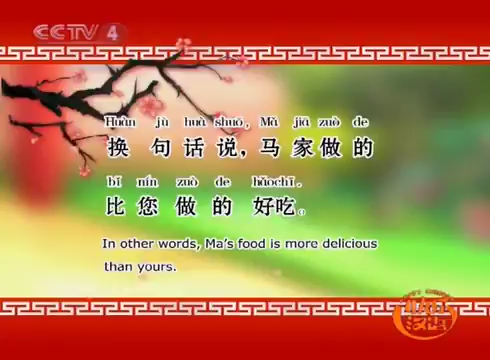 CCTV 4
Huàn jù huà shuō, Mǎ jiā zuò de
换句话说，马家做的
bǐ nín zuò de hǎochī.
比您做的好吃。
In other words, Ma's food is more delicious
than yours.